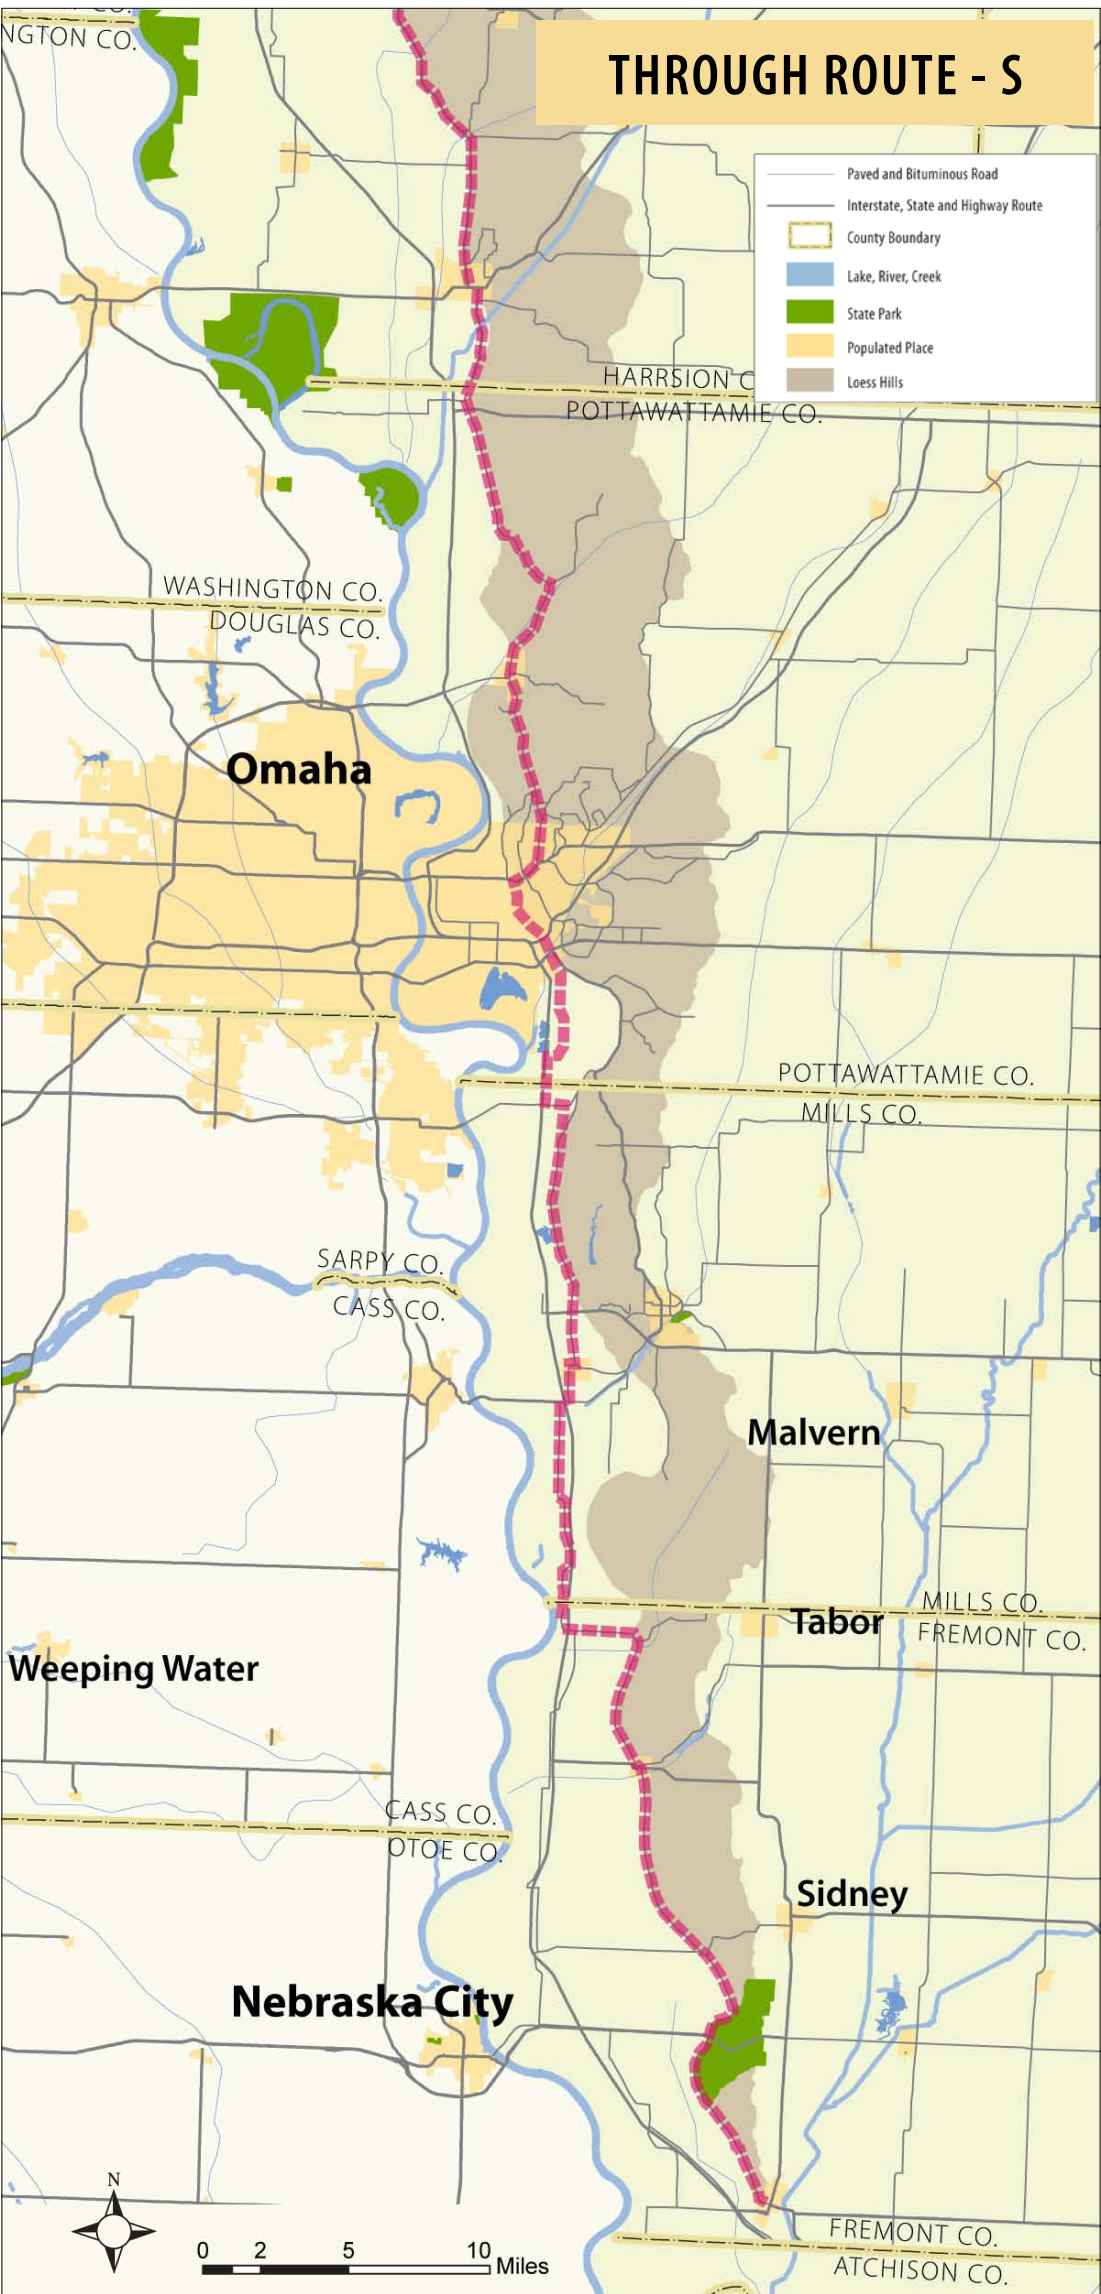 NGTON CO.
THROUGH ROUTE - S
Paved and Bituminous Road
Interstate, State and Highway Route
County Boundary
Lake, River, Creek
State Park
Populated Place
Loess Hills
HARRSION C
POTTAWATTAMIE CO.
WASHINGTON CO.
DOUGLAS CO.
Omaha
POTTAWATTAMIE CO.
MILLS CO.
SARPY CO.
CASS CO.
Malvern
MILLS CO.
Tabor
FREMONT CO.
Weeping Water
CASS CO.
OTOE CO.
Sidney
Nebraska City
N
0 2 5 10 Miles
FREMONT CO.
ATCHISON CO.